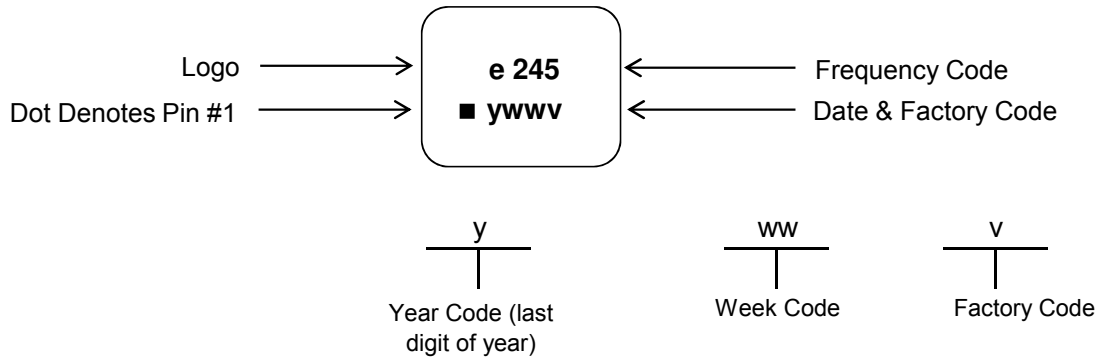 Logo
e 245
Frequency Code
Dot Denotes Pin #1
■ ywwv
Date & Factory Code
y
ww
v
Year Code (last
digit of year)
Week Code
Factory Code